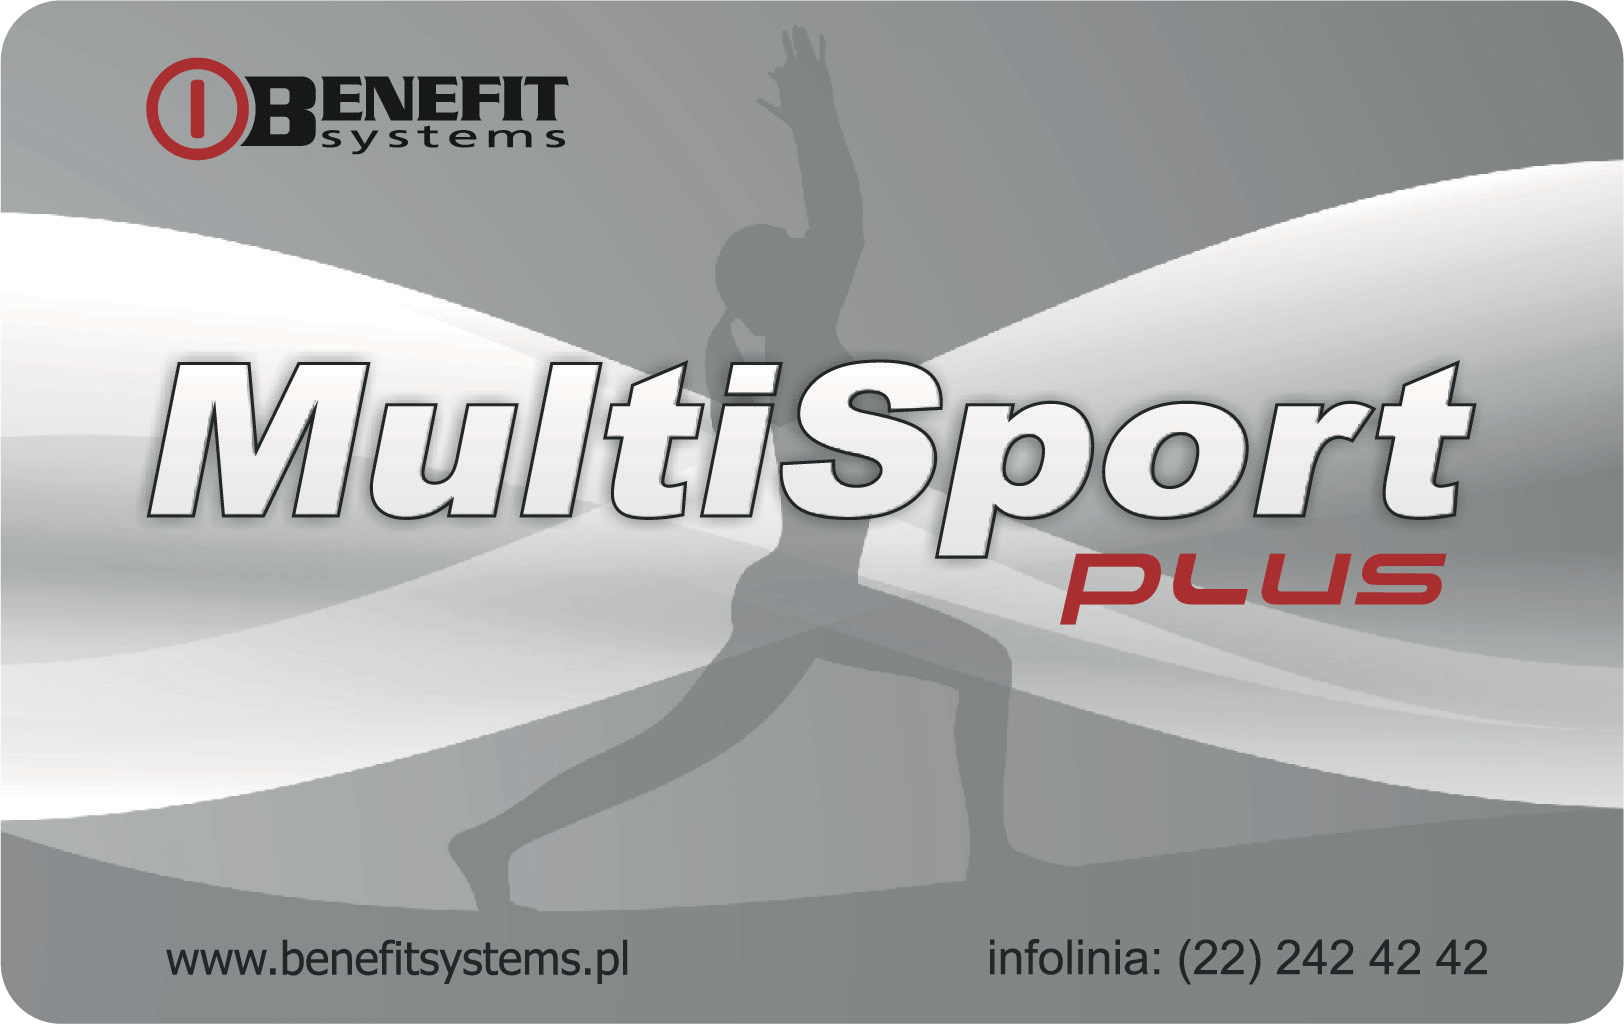 BENEFIT
systems
MultiSport
PLUS
www.benefitsystems.pl
infolinia: (22) 242 42 42